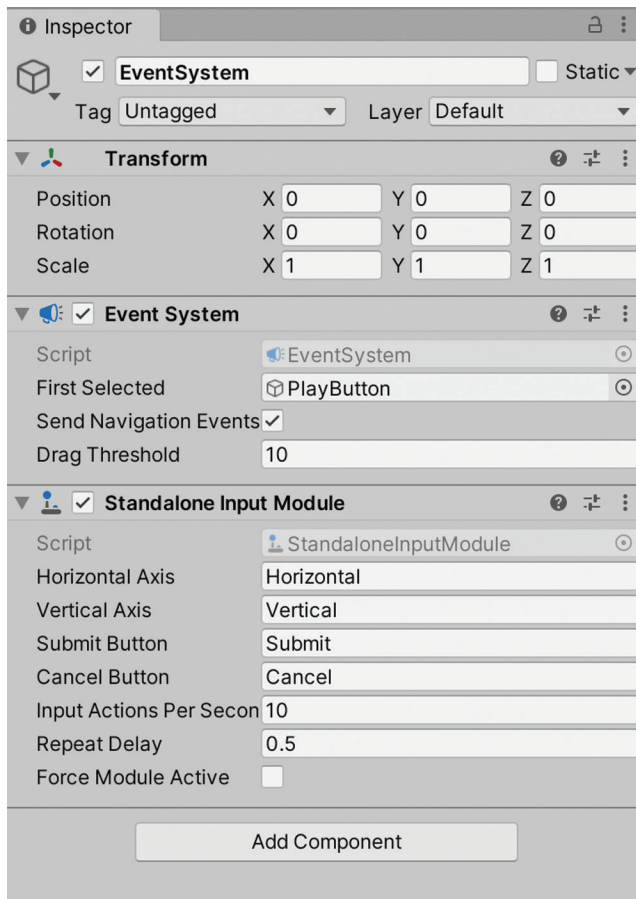 Inspector
EventSystem Static
Tag Untagged Layer Default
Transform
Position X 0 Y 0 Z 0
Rotation X 0 Y 0 Z 0
Scale X 1 Y 1 Z 1
Event System
Script EventSystem
First Selected PlayButton
Send Navigation Events
Drag Threshold 10
Standalone Input Module
Script StandaloneInputModule
Horizontal Axis Horizontal
Vertical Axis Vertical
Submit Button Submit
Cancel Button Cancel
Input Actions Per Secon 10
Repeat Delay 0.5
Force Module Active
Add Component